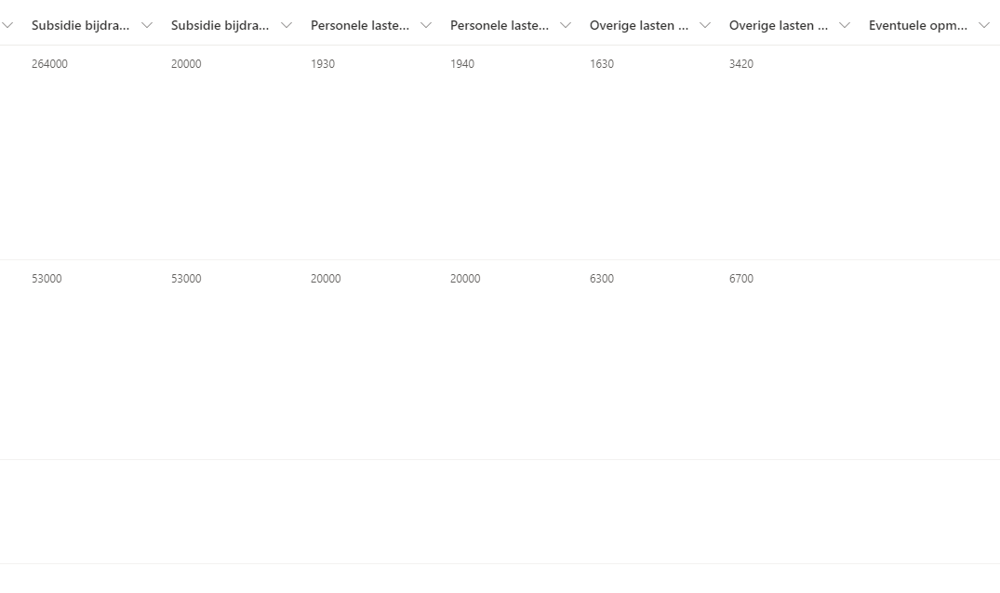 Subsidie bijdra... Subsidie bijdra... Personele laste... Personele laste... Overige lasten ... Overige lasten ... Eventuele opm...
264000 20000 1930 1940 1630 3420
53000 53000 20000 20000 6300 6700